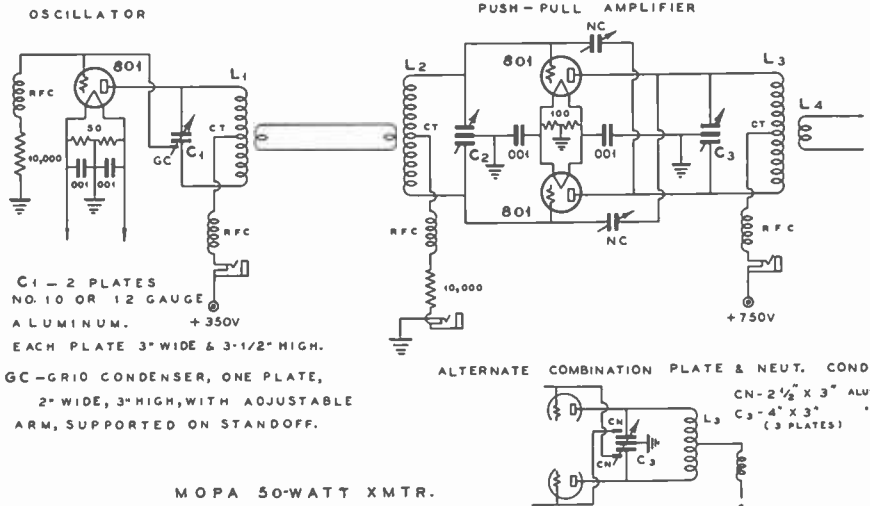 OSCILLATOR
PUSH-PULL AMPLIFIER
NC
801
801
L1
L2
L3
L4
RFC
CT
CT
CT
50
100
GC
C1
C2
C3
10,000
001
001
001
001
801
RFC
RFC
RFC
NC
10,000
+350V
+750V
C1 - 2 PLATES
NO. 10 OR 12 GAUGE
ALUMINUM.
EACH PLATE 3" WIDE & 3-1/2" HIGH.
GC-GRID CONDENSER, ONE PLATE,
2" WIDE, 3" HIGH, WITH ADJUSTABLE
ARM, SUPPORTED ON STANDOFF.
ALTERNATE COMBINATION PLATE & NEUT. COND
CN-2 1/2" X 3" ALU
C3-4" X 3" "
(3 PLATES)
CN
L3
CN
C3
MOPA 50-WATT XMTR.